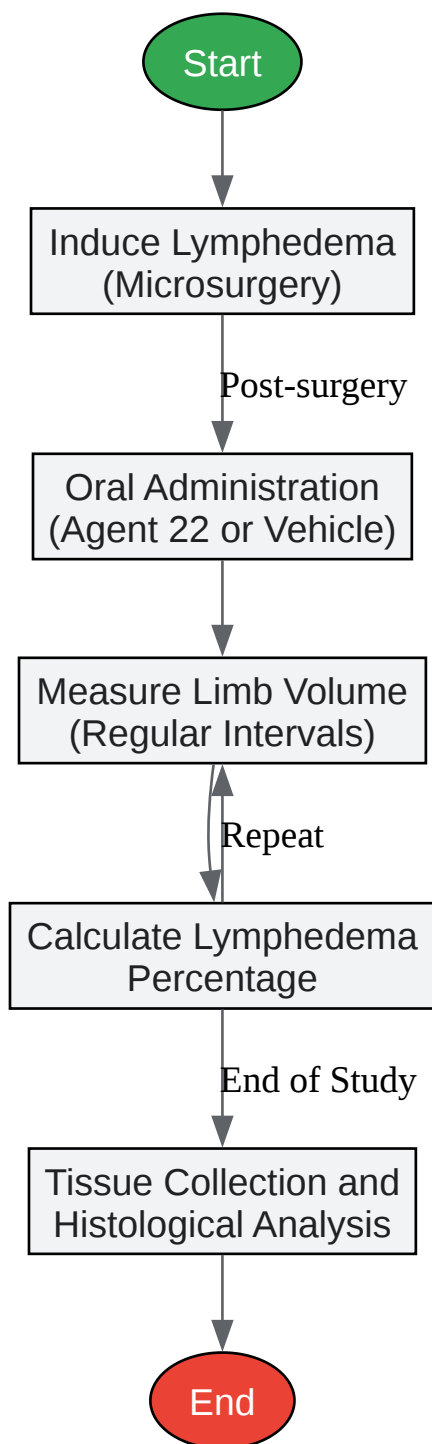 Start
Induce Lymphedema
(Microsurgery)
Post-surgery
Oral Administration
(Agent 22 or Vehicle)
Measure Limb Volume
(Regular Intervals)
Repeat
Calculate Lymphedema
Percentage
End of Study
Tissue Collection and
Histological Analysis
End